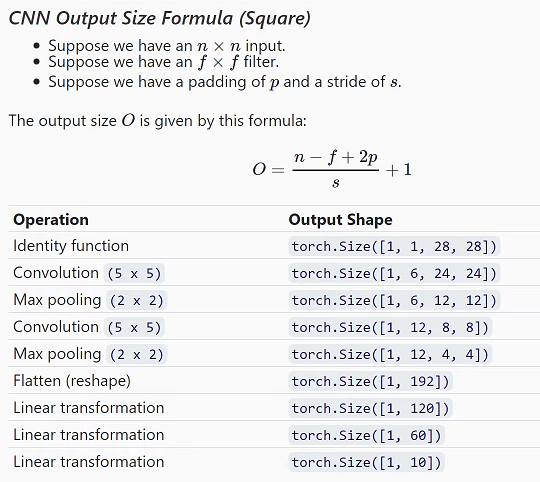 CNN Output Size Formula (Square)
• Suppose we have an n × n input.
• Suppose we have an f × f filter.
• Suppose we have a padding of p and a stride of s.
The output size O is given by this formula:
O = (n − f + 2p) / s + 1
Operation Output Shape
Identity function torch.Size([1, 1, 28, 28])
Convolution (5 x 5) torch.Size([1, 6, 24, 24])
Max pooling (2 x 2) torch.Size([1, 6, 12, 12])
Convolution (5 x 5) torch.Size([1, 12, 8, 8])
Max pooling (2 x 2) torch.Size([1, 12, 4, 4])
Flatten (reshape) torch.Size([1, 192])
Linear transformation torch.Size([1, 120])
Linear transformation torch.Size([1, 60])
Linear transformation torch.Size([1, 10])